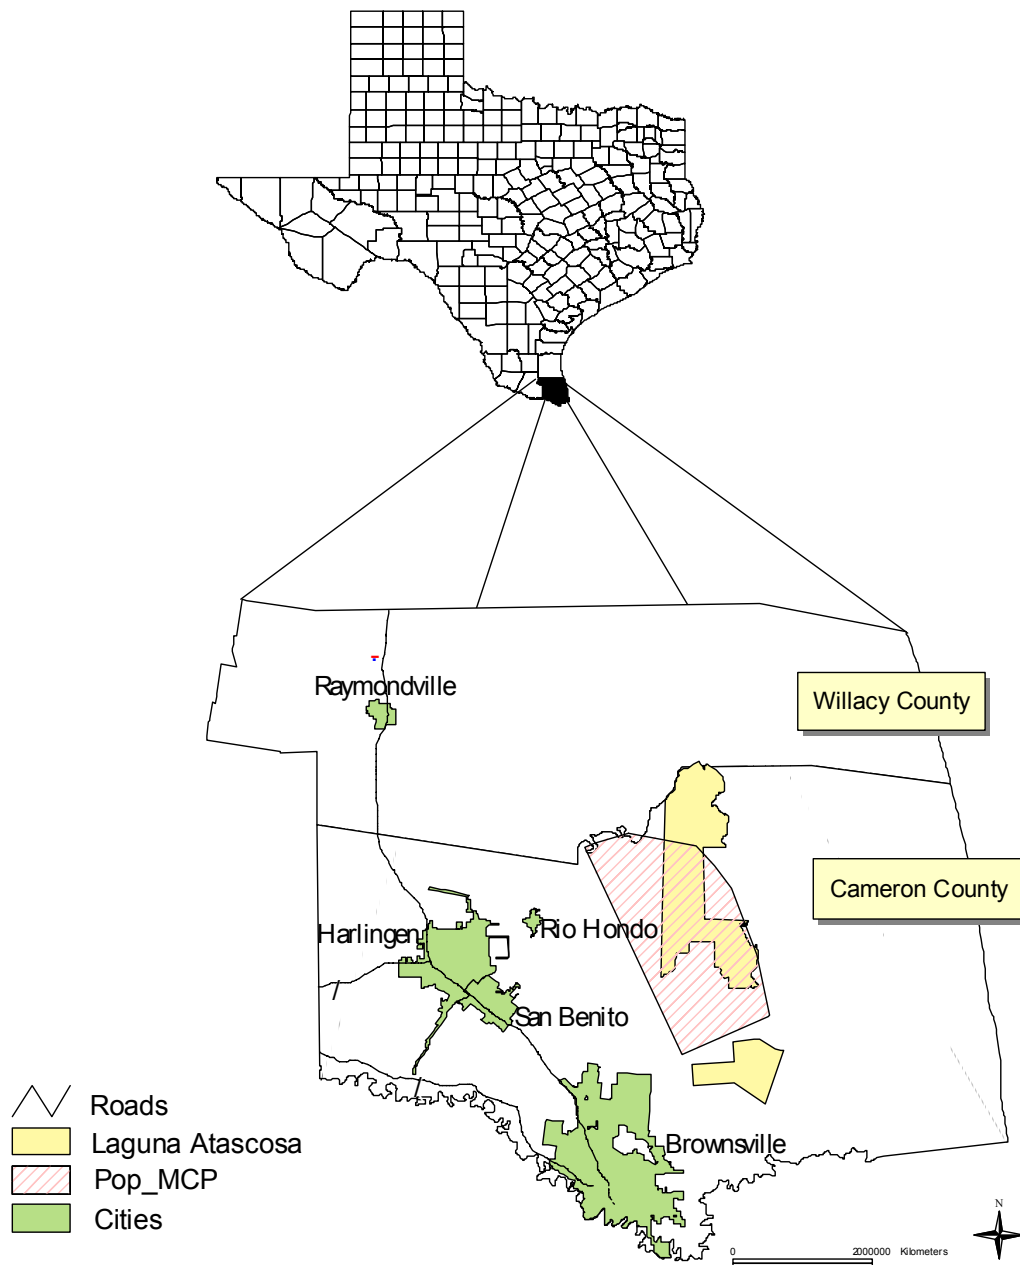 Raymondville
Willacy County
Cameron County
Harlingen
Rio Hondo
San Benito
Brownsville
Roads
Laguna Atascosa
Pop_MCP
Cities
N
0 2000000 Kilometers